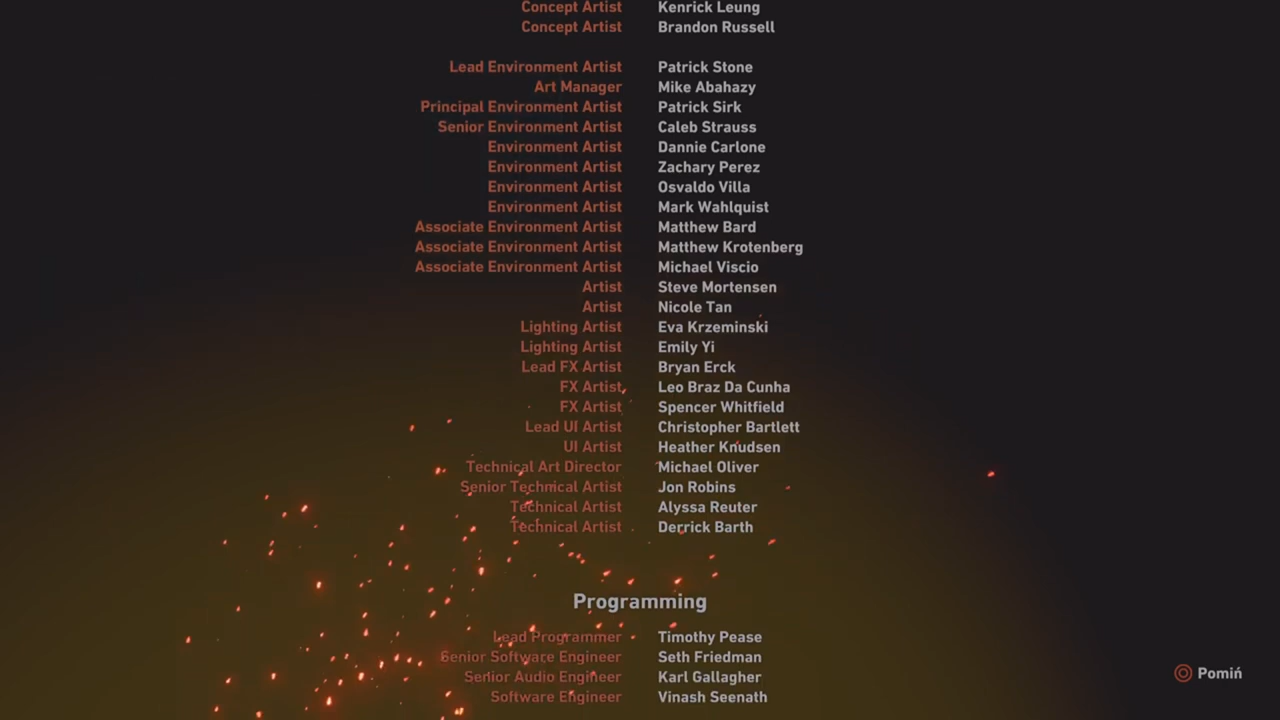 Concept Artist Kenrick Leung
Concept Artist Brandon Russell
Lead Environment Artist Patrick Stone
Art Manager Mike Abahazy
Principal Environment Artist Patrick Sirk
Senior Environment Artist Caleb Strauss
Environment Artist Dannie Carlone
Environment Artist Zachary Perez
Environment Artist Osvaldo Villa
Environment Artist Mark Wahlquist
Associate Environment Artist Matthew Bard
Associate Environment Artist Matthew Krotenberg
Associate Environment Artist Michael Viscio
Artist Steve Mortensen
Artist Nicole Tan
Lighting Artist Eva Krzeminski
Lighting Artist Emily Yi
Lead FX Artist Bryan Erck
FX Artist Leo Braz Da Cunha
FX Artist Spencer Whitfield
Lead UI Artist Christopher Bartlett
UI Artist Heather Knudsen
Technical Art Director Michael Oliver
Senior Technical Artist Jon Robins
Technical Artist Alyssa Reuter
Technical Artist Derrick Barth
Programming
Lead Programmer Timothy Pease
Senior Software Engineer Seth Friedman
Senior Audio Engineer Karl Gallagher
Software Engineer Vinash Seenath
Pomiń